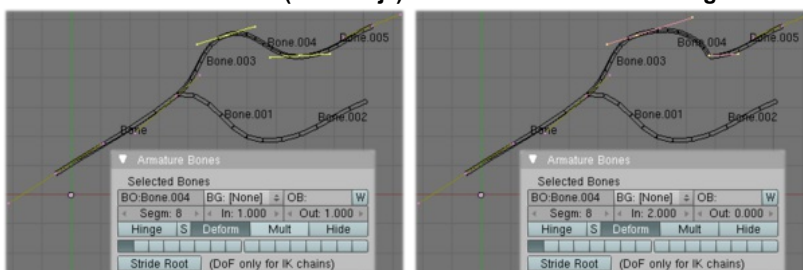 Bone.004
Bone.005
Bone.003
Bone.001
Bone.002
Bone
Armature Bones
Selected Bones
BO:Bone.004 BG: [None] OB: W
Segm: 8 In: 1.000 Out: 1.000
Hinge S Deform Mult Hide
Stride Root (DoF only for IK chains)
Bone.004
Bone.005
Bone.003
Bone.001
Bone.002
Bone
Armature Bones
Selected Bones
BO:Bone.004 BG: [None] OB: W
Segm: 8 In: 2.000 Out: 0.000
Hinge S Deform Mult Hide
Stride Root (DoF only for IK chains)